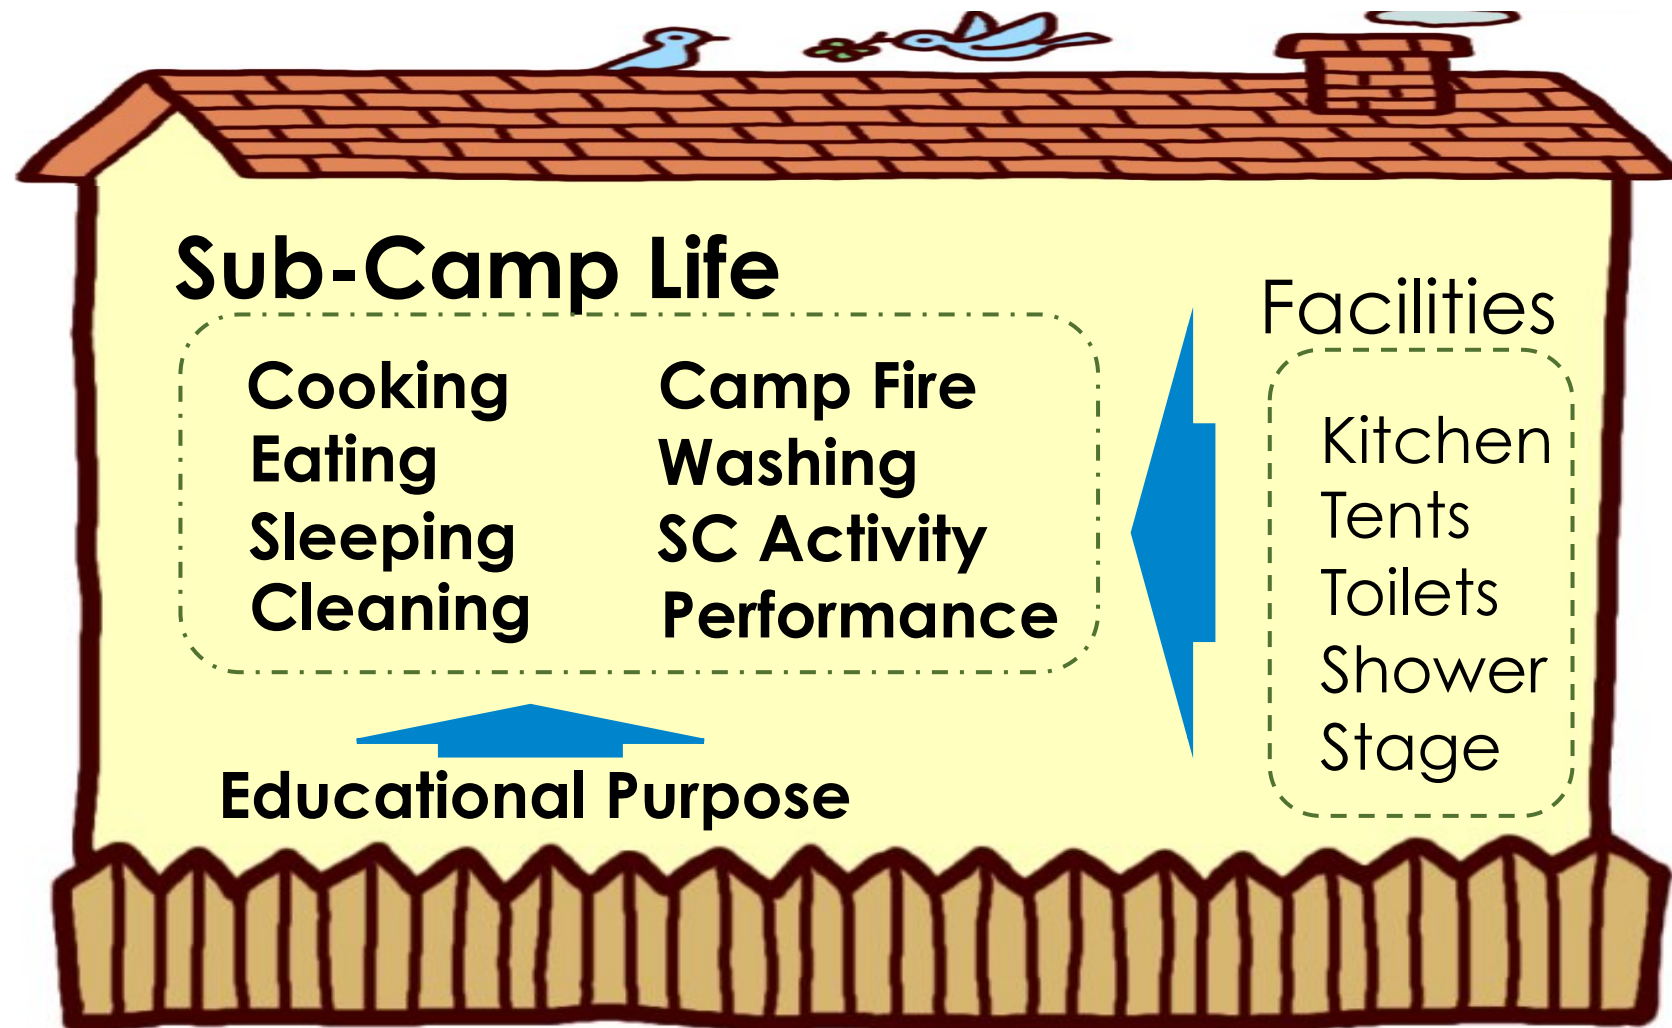 Sub-Camp Life
Cooking
Eating
Sleeping
Cleaning
Camp Fire
Washing
SC Activity
Performance
Educational Purpose
Facilities
Kitchen
Tents
Toilets
Shower
Stage